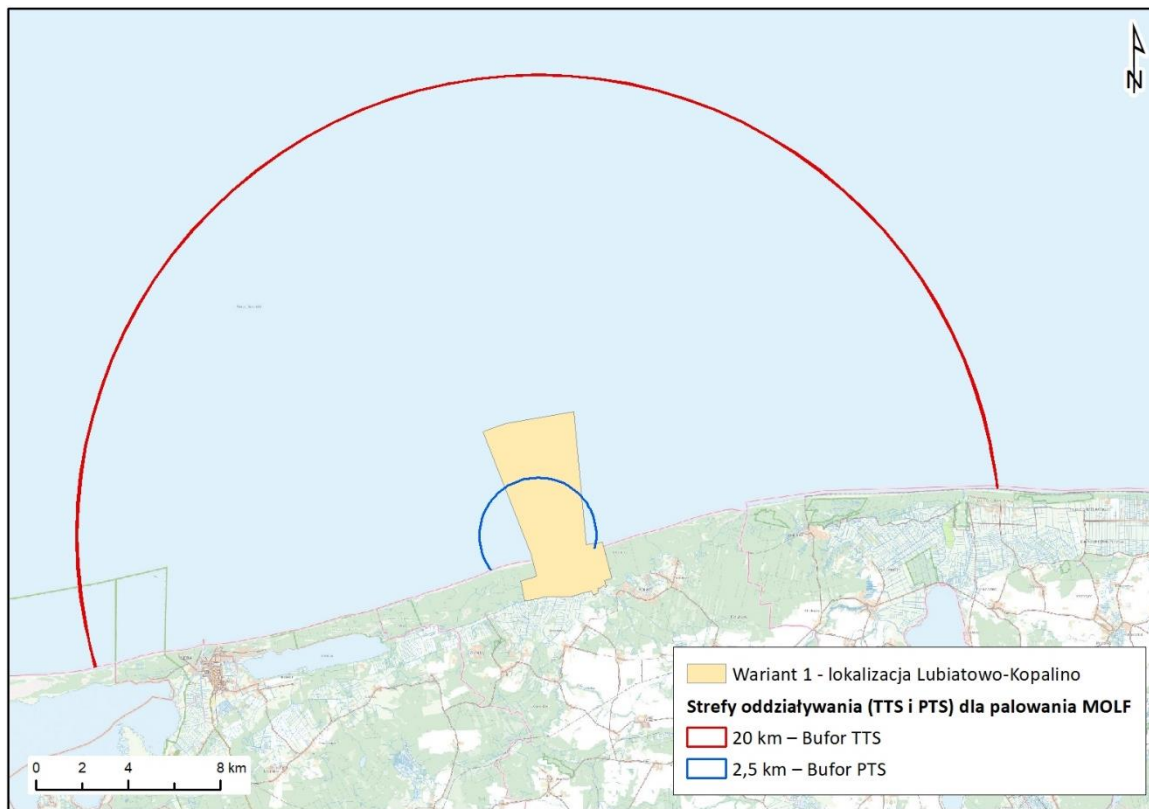 N
Wariant 1 - lokalizacja Lubiatowo-Kopalino
Strefy oddziaływania (TTS i PTS) dla palowania MOLF
20 km – Bufor TTS
2,5 km – Bufor PTS
0 2 4 8 km